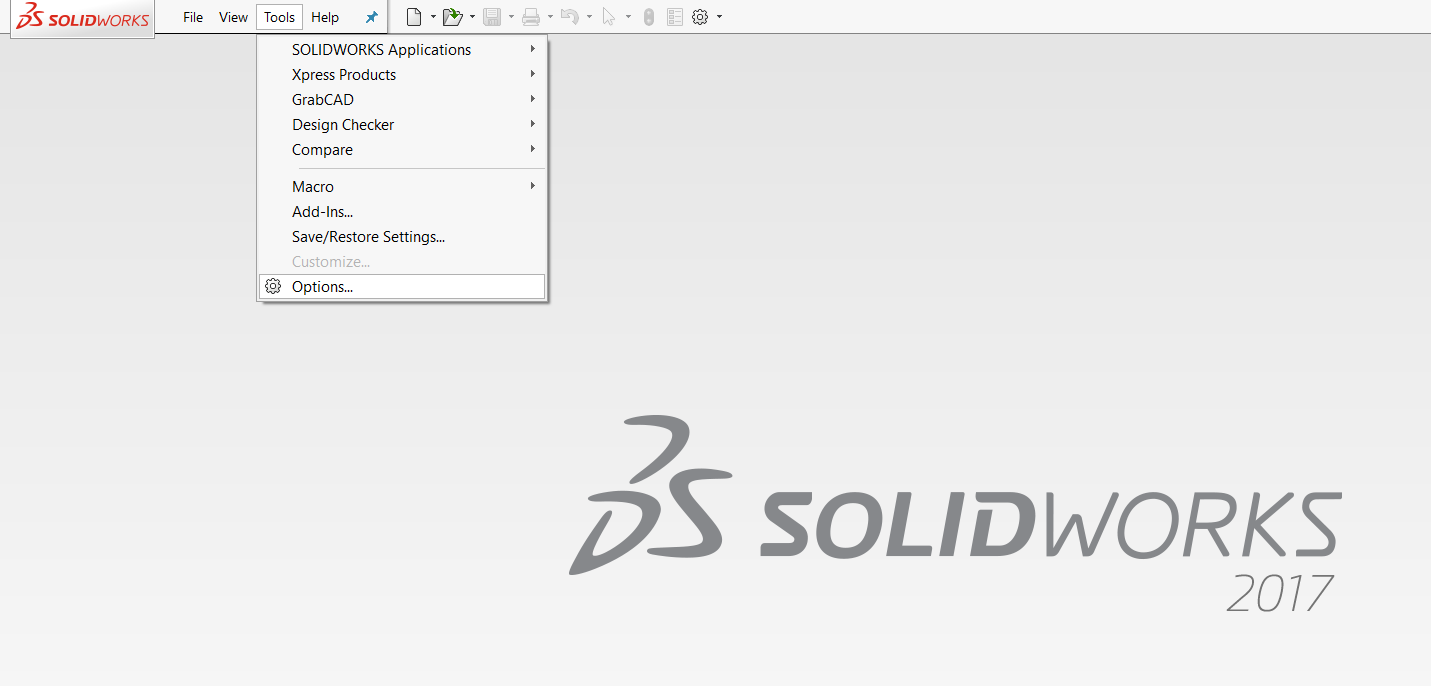 SOLIDWORKS File View Tools Help
SOLIDWORKS Applications
Xpress Products
GrabCAD
Design Checker
Compare
Macro
Add-Ins...
Save/Restore Settings...
Customize...
Options...
SOLIDWORKS
2017